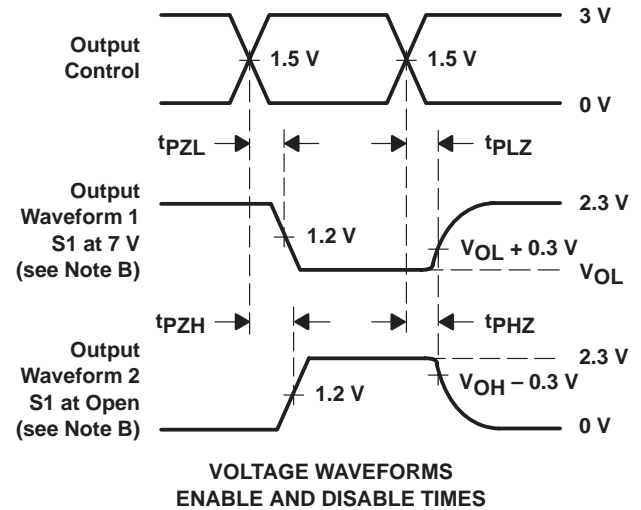 3 V
Output
Control
1.5 V
1.5 V
0 V
tPZL
tPLZ
Output
Waveform 1
S1 at 7 V
(see Note B)
2.3 V
1.2 V
VOL + 0.3 V
VOL
tPZH
tPHZ
Output
Waveform 2
S1 at Open
(see Note B)
2.3 V
1.2 V
VOH − 0.3 V
0 V
VOLTAGE WAVEFORMS
ENABLE AND DISABLE TIMES